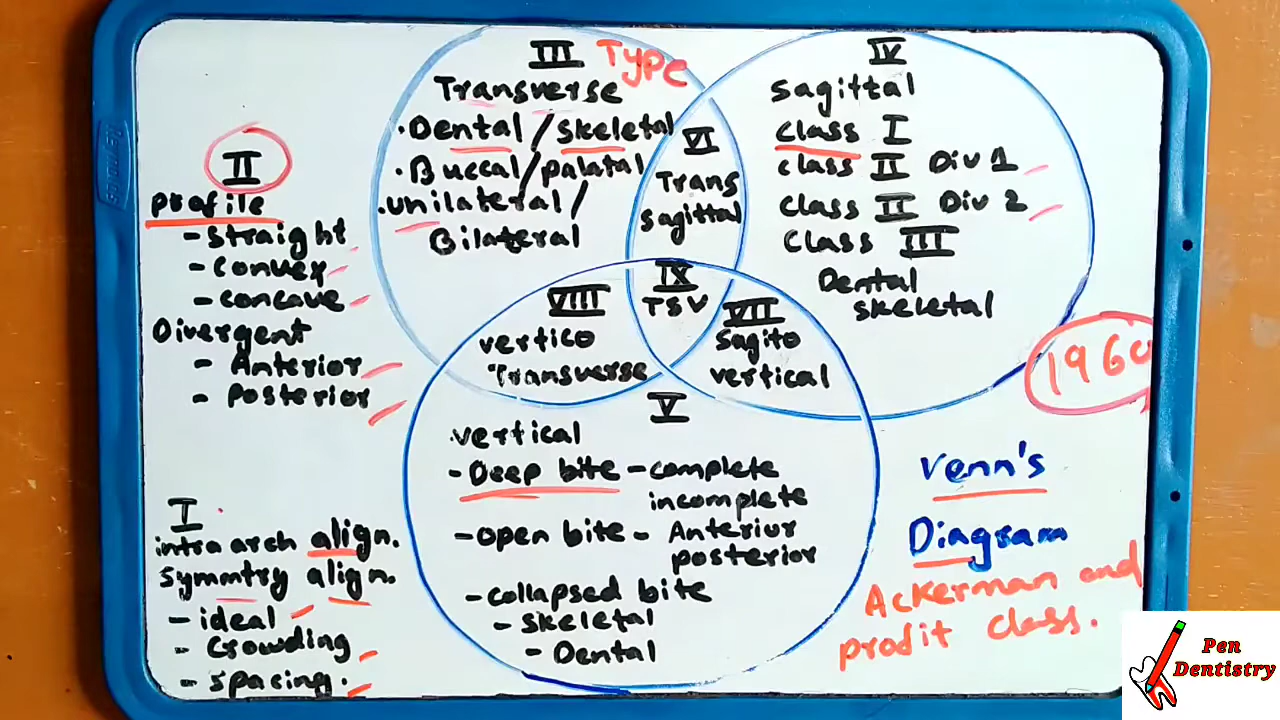 II
profile
- straight
- convex
- concave
Divergent
- Anterior
- posterior
I
intra arch align.
symmtry align.
- ideal
- Crowding
- spacing.
III Type
Transverse
• Dental / skeletal
• Buccal / palatal
• unilateral /
Bilateral
IV
sagittal
class I
class II Div 1
class II Div 2
class III
Dental
skeletal
VI
Trans
sagittal
IX
TSV
VIII
vertico
Transverse
VII
Sagito
vertical
V
vertical
- Deep bite - complete
incomplete
- open bite - Anterior
posterior
- collapsed bite
- skeletal
- Dental
1960
Venn's
Diagram
Ackerman and
prodit class.
Pen
Dentistry